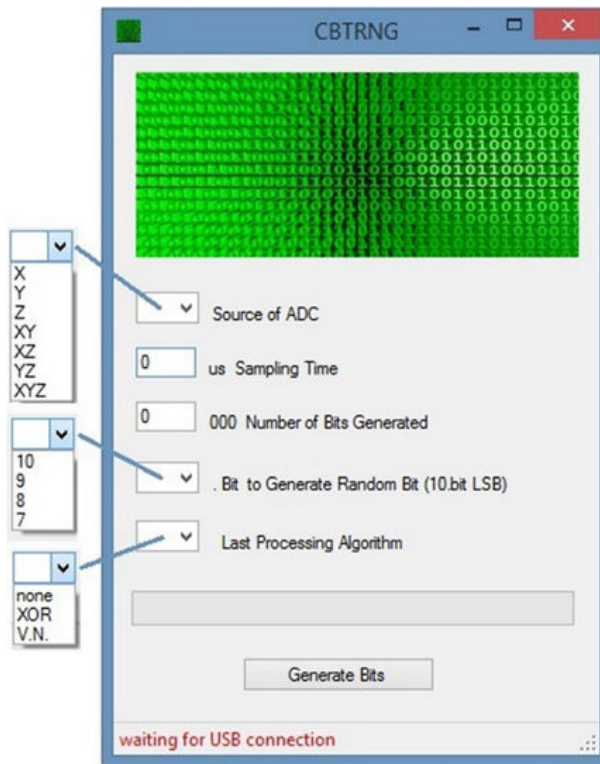 CBTRNG
X
Y
Z
XY
XZ
YZ
XYZ
Source of ADC
0
us Sampling Time
0
000 Number of Bits Generated
10
9
8
7
. Bit to Generate Random Bit (10.bit LSB)
none
XOR
V.N.
Last Processing Algorithm
Generate Bits
waiting for USB connection